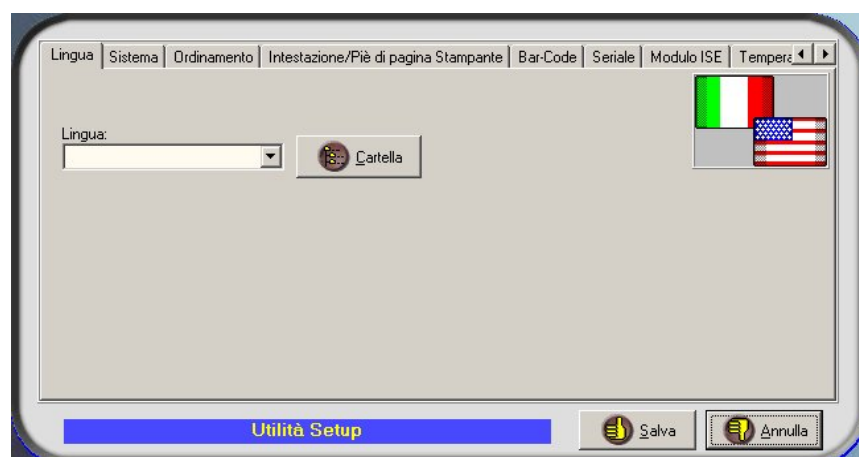 Lingua Sistema Ordinamento Intestazione/Piè di pagina Stampante Bar-Code Seriale Modulo ISE Tempera
Lingua:
Cartella
Utilità Setup Salva Annulla